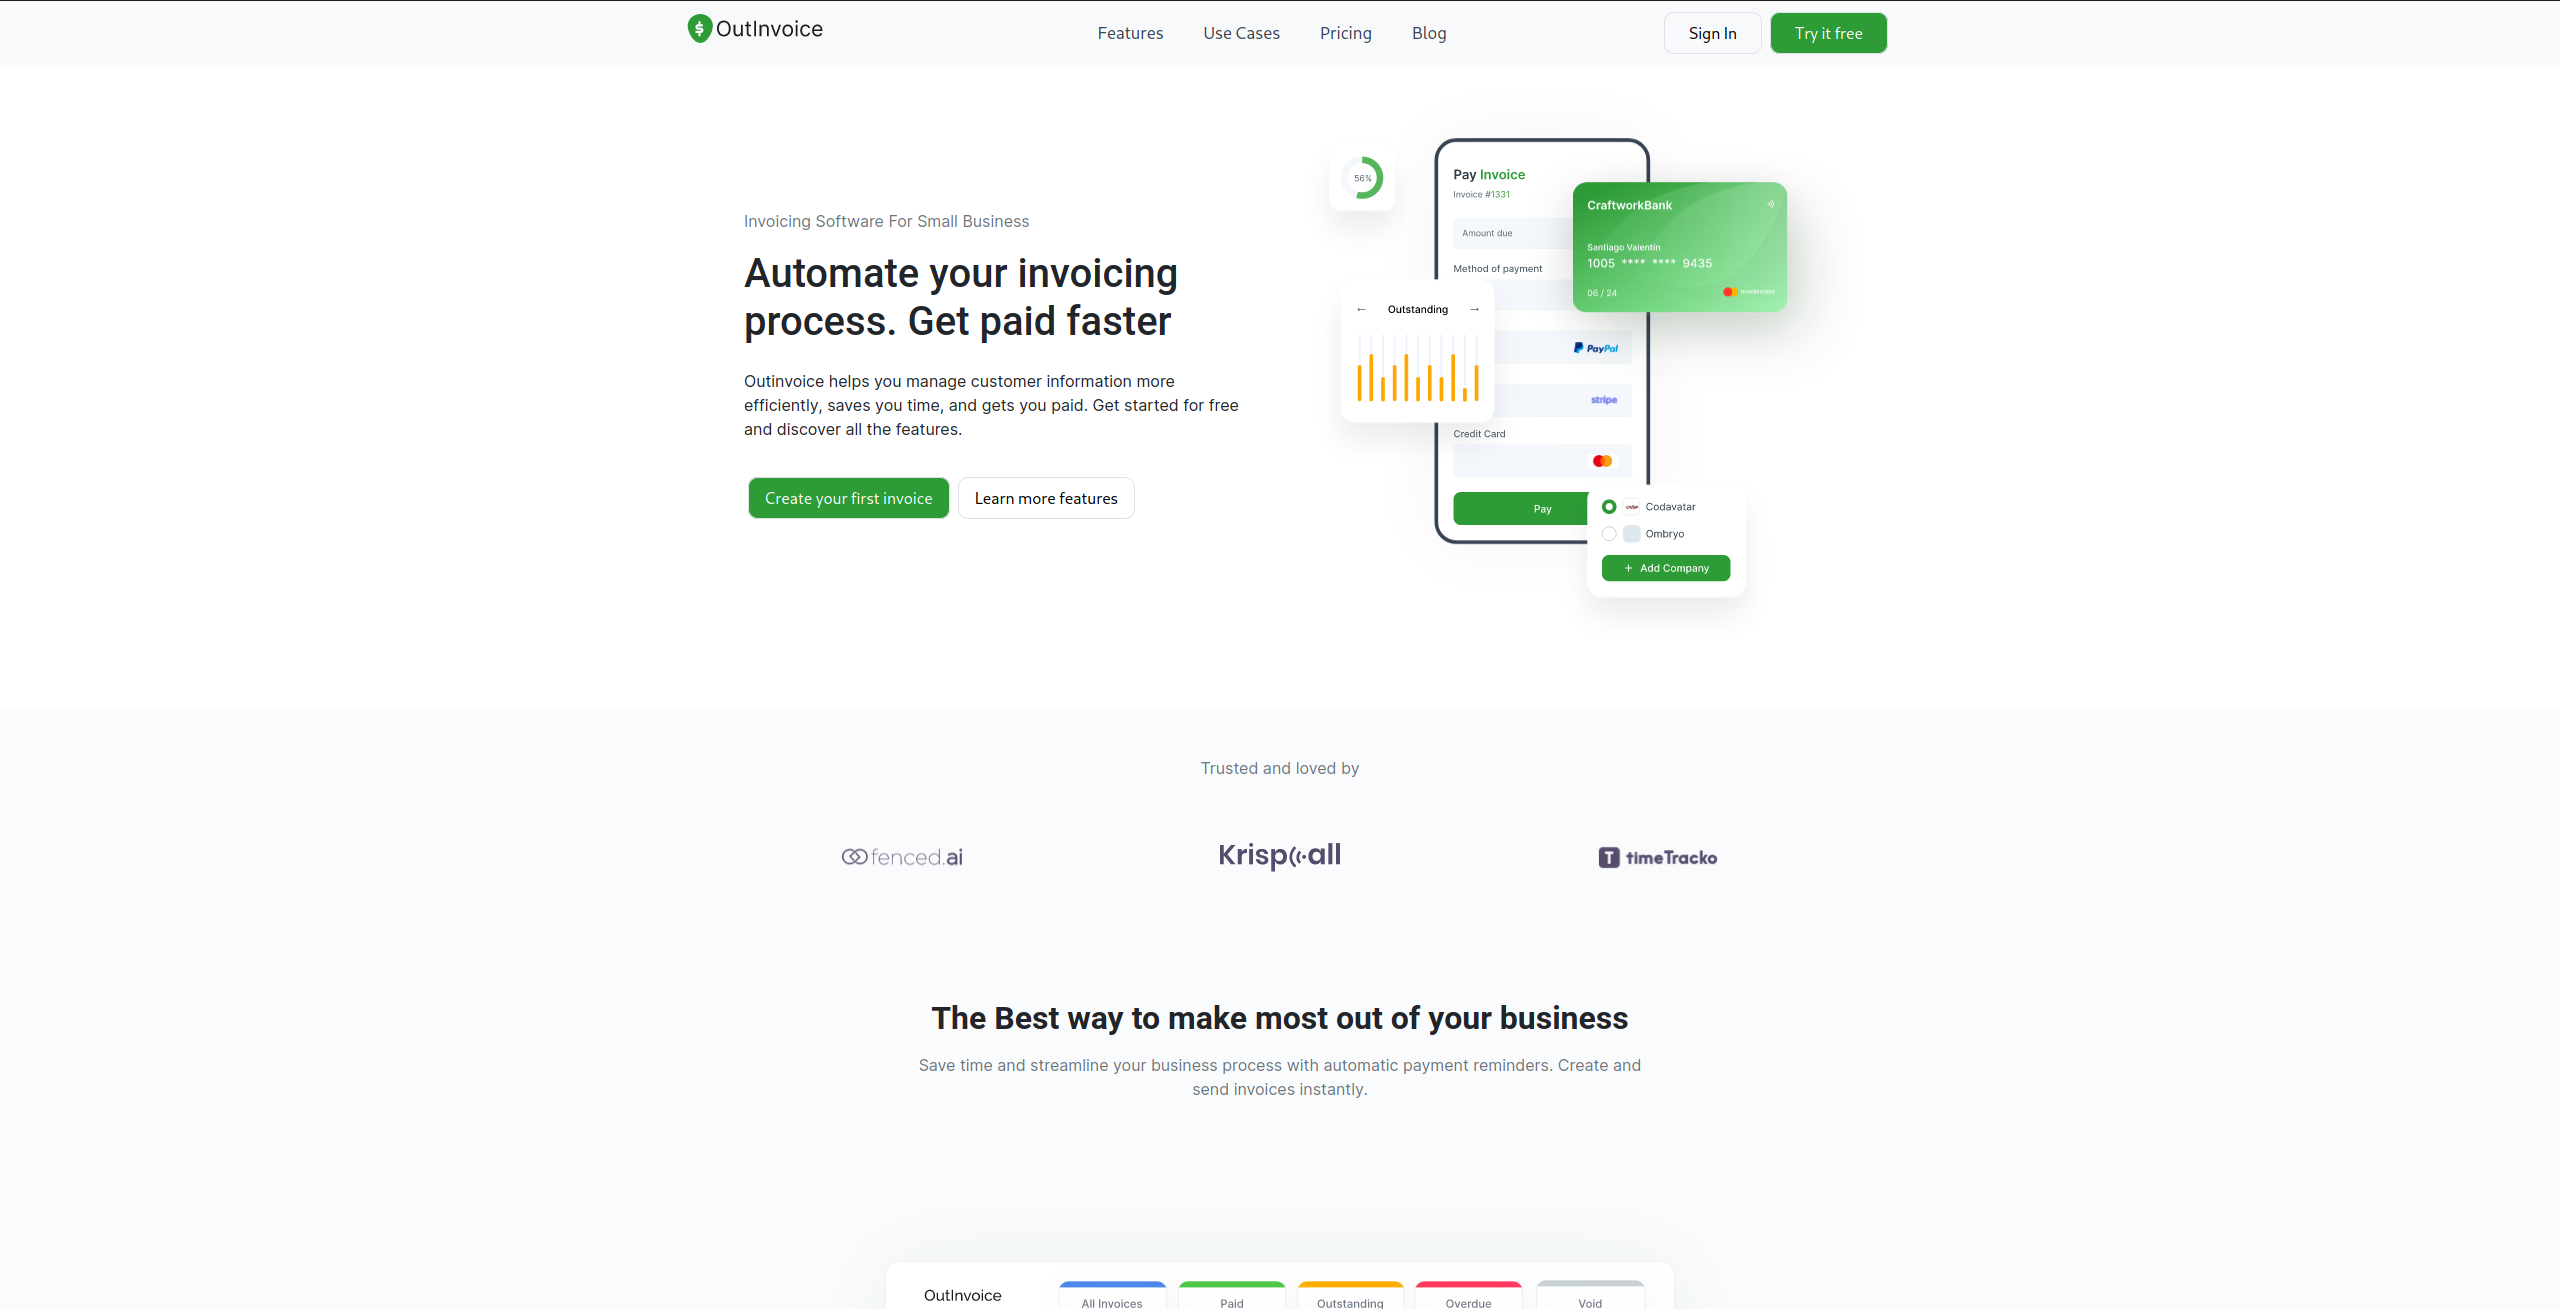 OutInvoice
Features
Use Cases
Pricing
Blog
Sign In
Try it free
Invoicing Software For Small Business
Automate your invoicing
process. Get paid faster
Outinvoice helps you manage customer information more
efficiently, saves you time, and gets you paid. Get started for free
and discover all the features.
Create your first invoice
Learn more features
56%
Pay Invoice
Invoice #1331
Amount due
Method of payment
CraftworkBank
Santiago Valentín
1005 **** **** 9435
06 / 24
mastercard
← Outstanding →
PayPal
stripe
Credit Card
Pay
Codavatar
Ombryo
+ Add Company
Trusted and loved by
fenced.ai
Krispcall
timeTracko
The Best way to make most out of your business
Save time and streamline your business process with automatic payment reminders. Create and
send invoices instantly.
OutInvoice
All Invoices
Paid
Outstanding
Overdue
Void